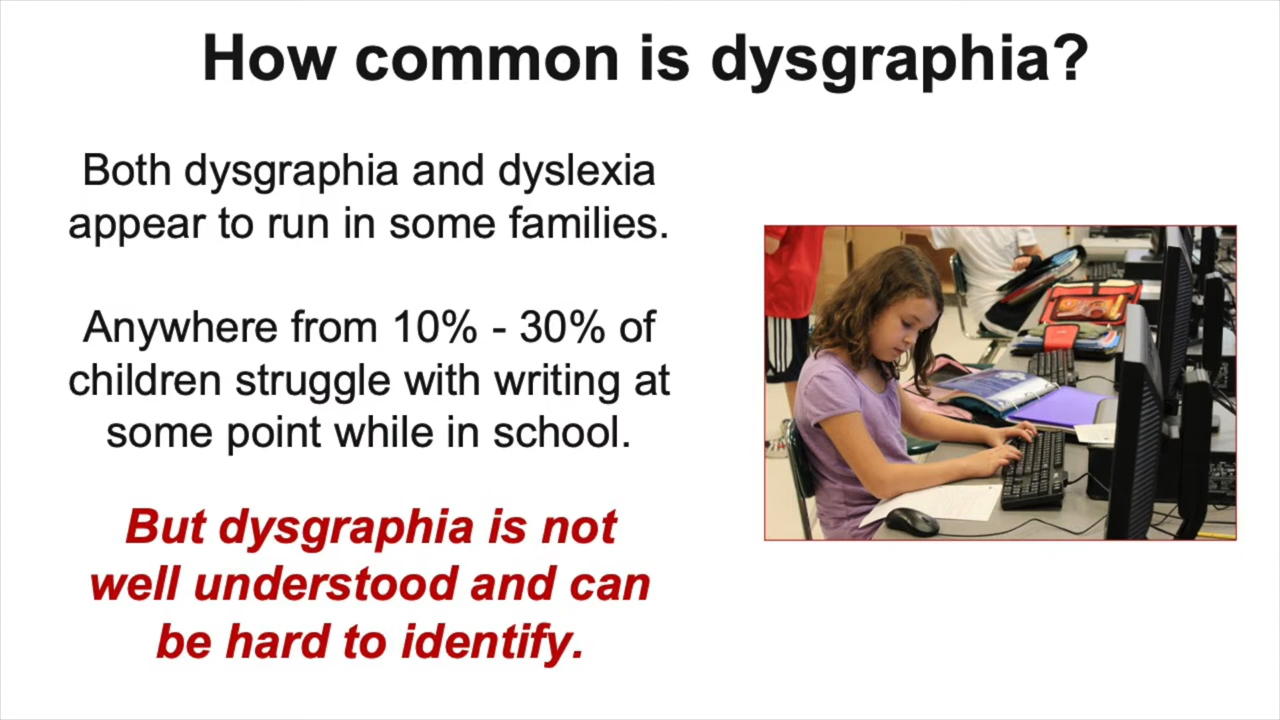 How common is dysgraphia?
Both dysgraphia and dyslexia
appear to run in some families.
Anywhere from 10% - 30% of
children struggle with writing at
some point while in school.
But dysgraphia is not
well understood and can
be hard to identify.